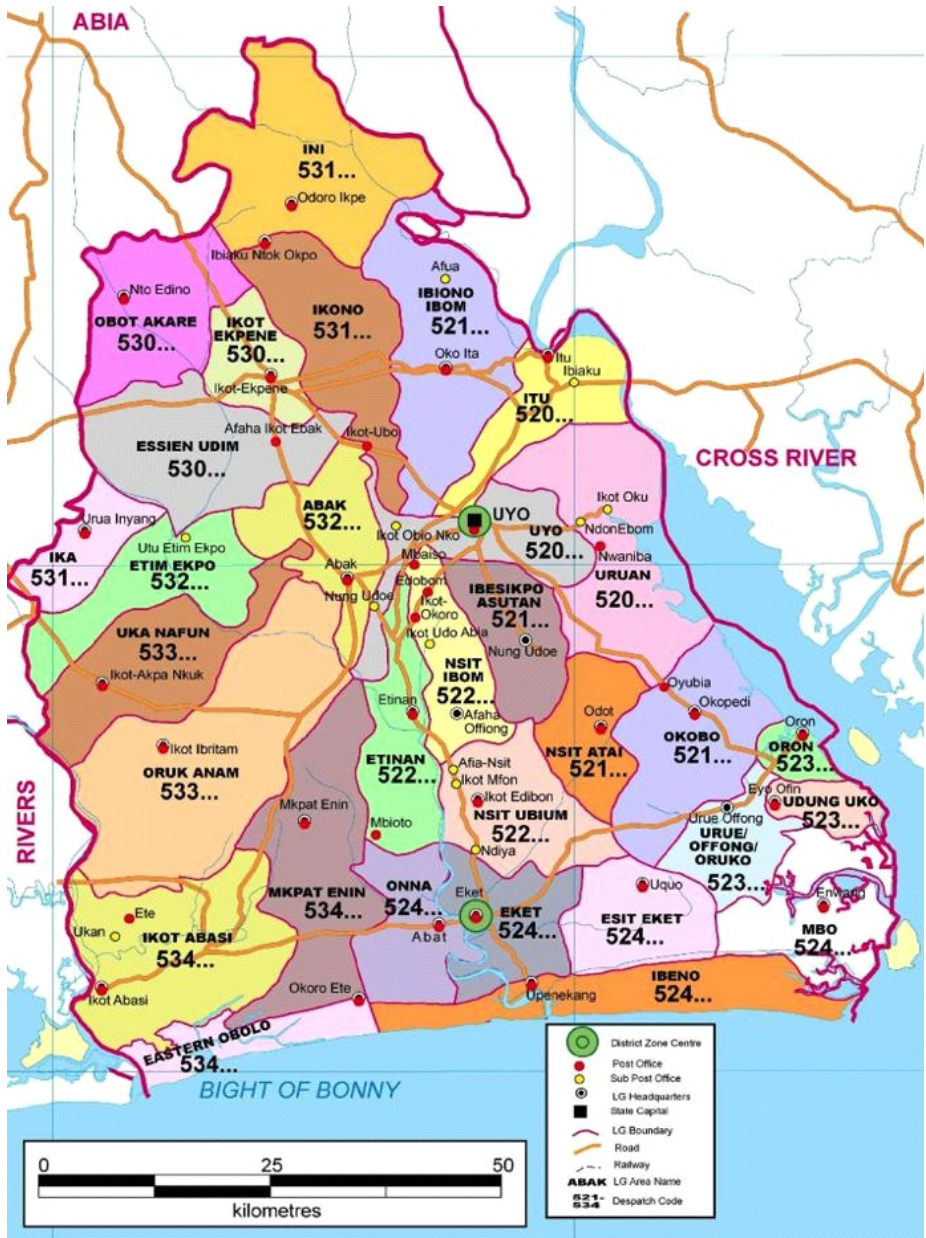 ABIA
INI
531...
Odoro Ikpe
Ibiaku Ntok Okpo
Nto Edino
OBOT AKARE
530...
IKOT
EKPENE
530...
Ikot-Ekpene
IKONO
531...
Afua
IBIONO
IBOM
521...
Oko Ita
Itu
Ibiaku
ITU
520...
CROSS RIVER
ESSIEN UDIM
530...
Afaha Ikot Ebak
Ikot-Ubo
ABAK
532...
Abak
Urua Inyang
IKA
531...
Utu Etim Ekpo
ETIM EKPO
532...
Ikot Obio Nko
UYO
UYO
520...
Ikot Oku
NdonEbom
Nwaniba
URUAN
520...
Mbaiso
Edobom
Nung Udoe
Ikot-
Okoro
Ikot Udo Abia
IBESIKPO
ASUTAN
521...
Nung Udoe
UKA NAFUN
533...
Ikot-Akpa Nkuk
NSIT
IBOM
522...
Afaha
Offiong
Etinan
ETINAN
522...
Mbioto
Odot
NSIT ATAI
521...
Oyubia
Okopedi
OKOBO
521...
Oron
ORON
523...
Ikot Ibritam
ORUK ANAM
533...
RIVERS
Mkpat Enin
MKPAT ENIN
534...
Afia-Nsit
Ikot Mfon
Ikot Edibon
NSIT UBIUM
522...
Ndiya
Eyo Ofin
UDUNG UKO
523...
Urue Offong
URUE/
OFFONG/
ORUKO
523...
ONNA
524...
Abat
Eket
EKET
524...
Uquo
ESIT EKET
524...
Enwang
MBO
524...
Ete
Ukan
IKOT ABASI
534...
Ikot Abasi
Okoro Ete
Upenekang
IBENO
524...
EASTERN OBOLO
534...
BIGHT OF BONNY
District Zone Centre
Post Office
Sub Post Office
LG Headquarters
State Capital
LG Boundary
Road
Railway
ABAK LG Area Name
521-
534 Despatch Code
0 25 50
kilometres